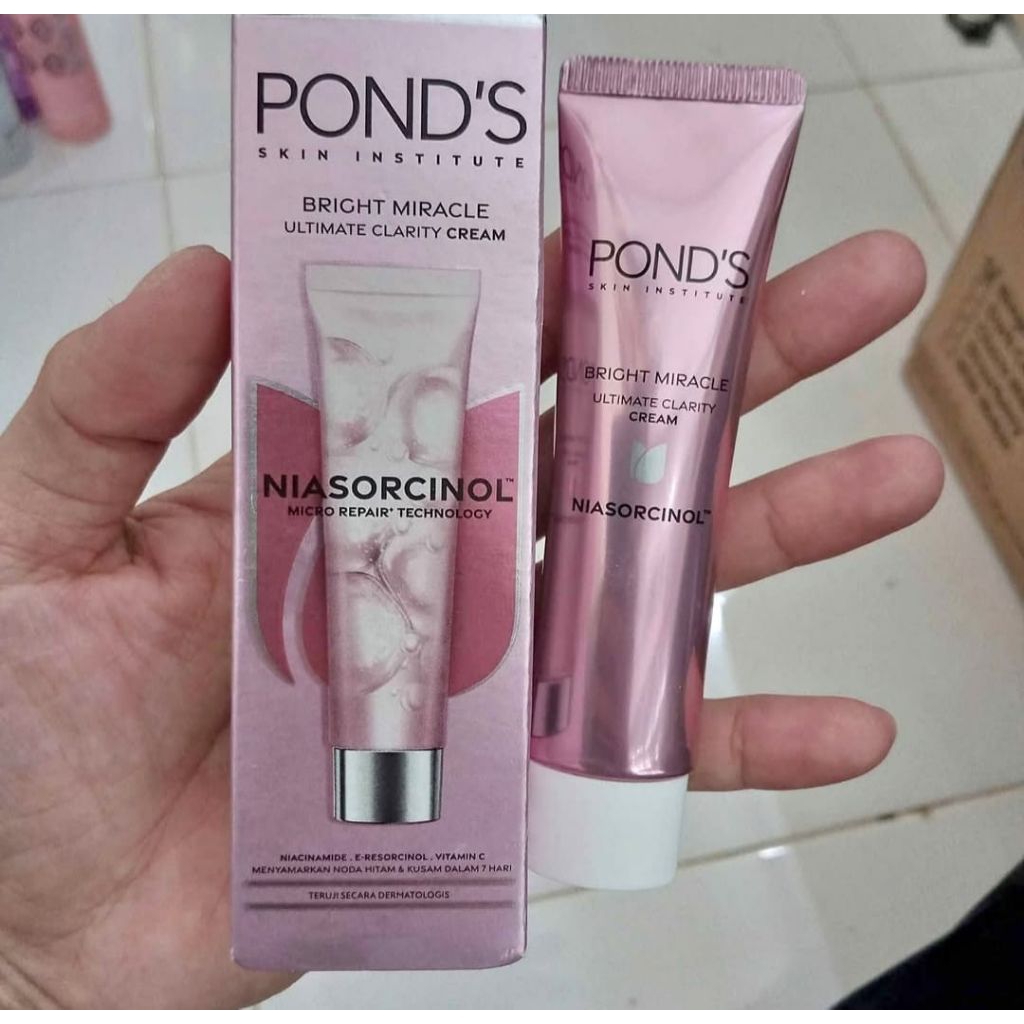 POND'S
SKIN INSTITUTE
BRIGHT MIRACLE
ULTIMATE CLARITY CREAM
NIASORCINOL™
MICRO REPAIR⁺ TECHNOLOGY
NIACINAMIDE . E-RESORCINOL . VITAMIN C
MENYAMARKAN NODA HITAM & KUSAM DALAM 7 HARI
TERUJI SECARA DERMATOLOGIS
POND'S
SKIN INSTITUTE
BRIGHT MIRACLE
ULTIMATE CLARITY
CREAM
NIASORCINOL™